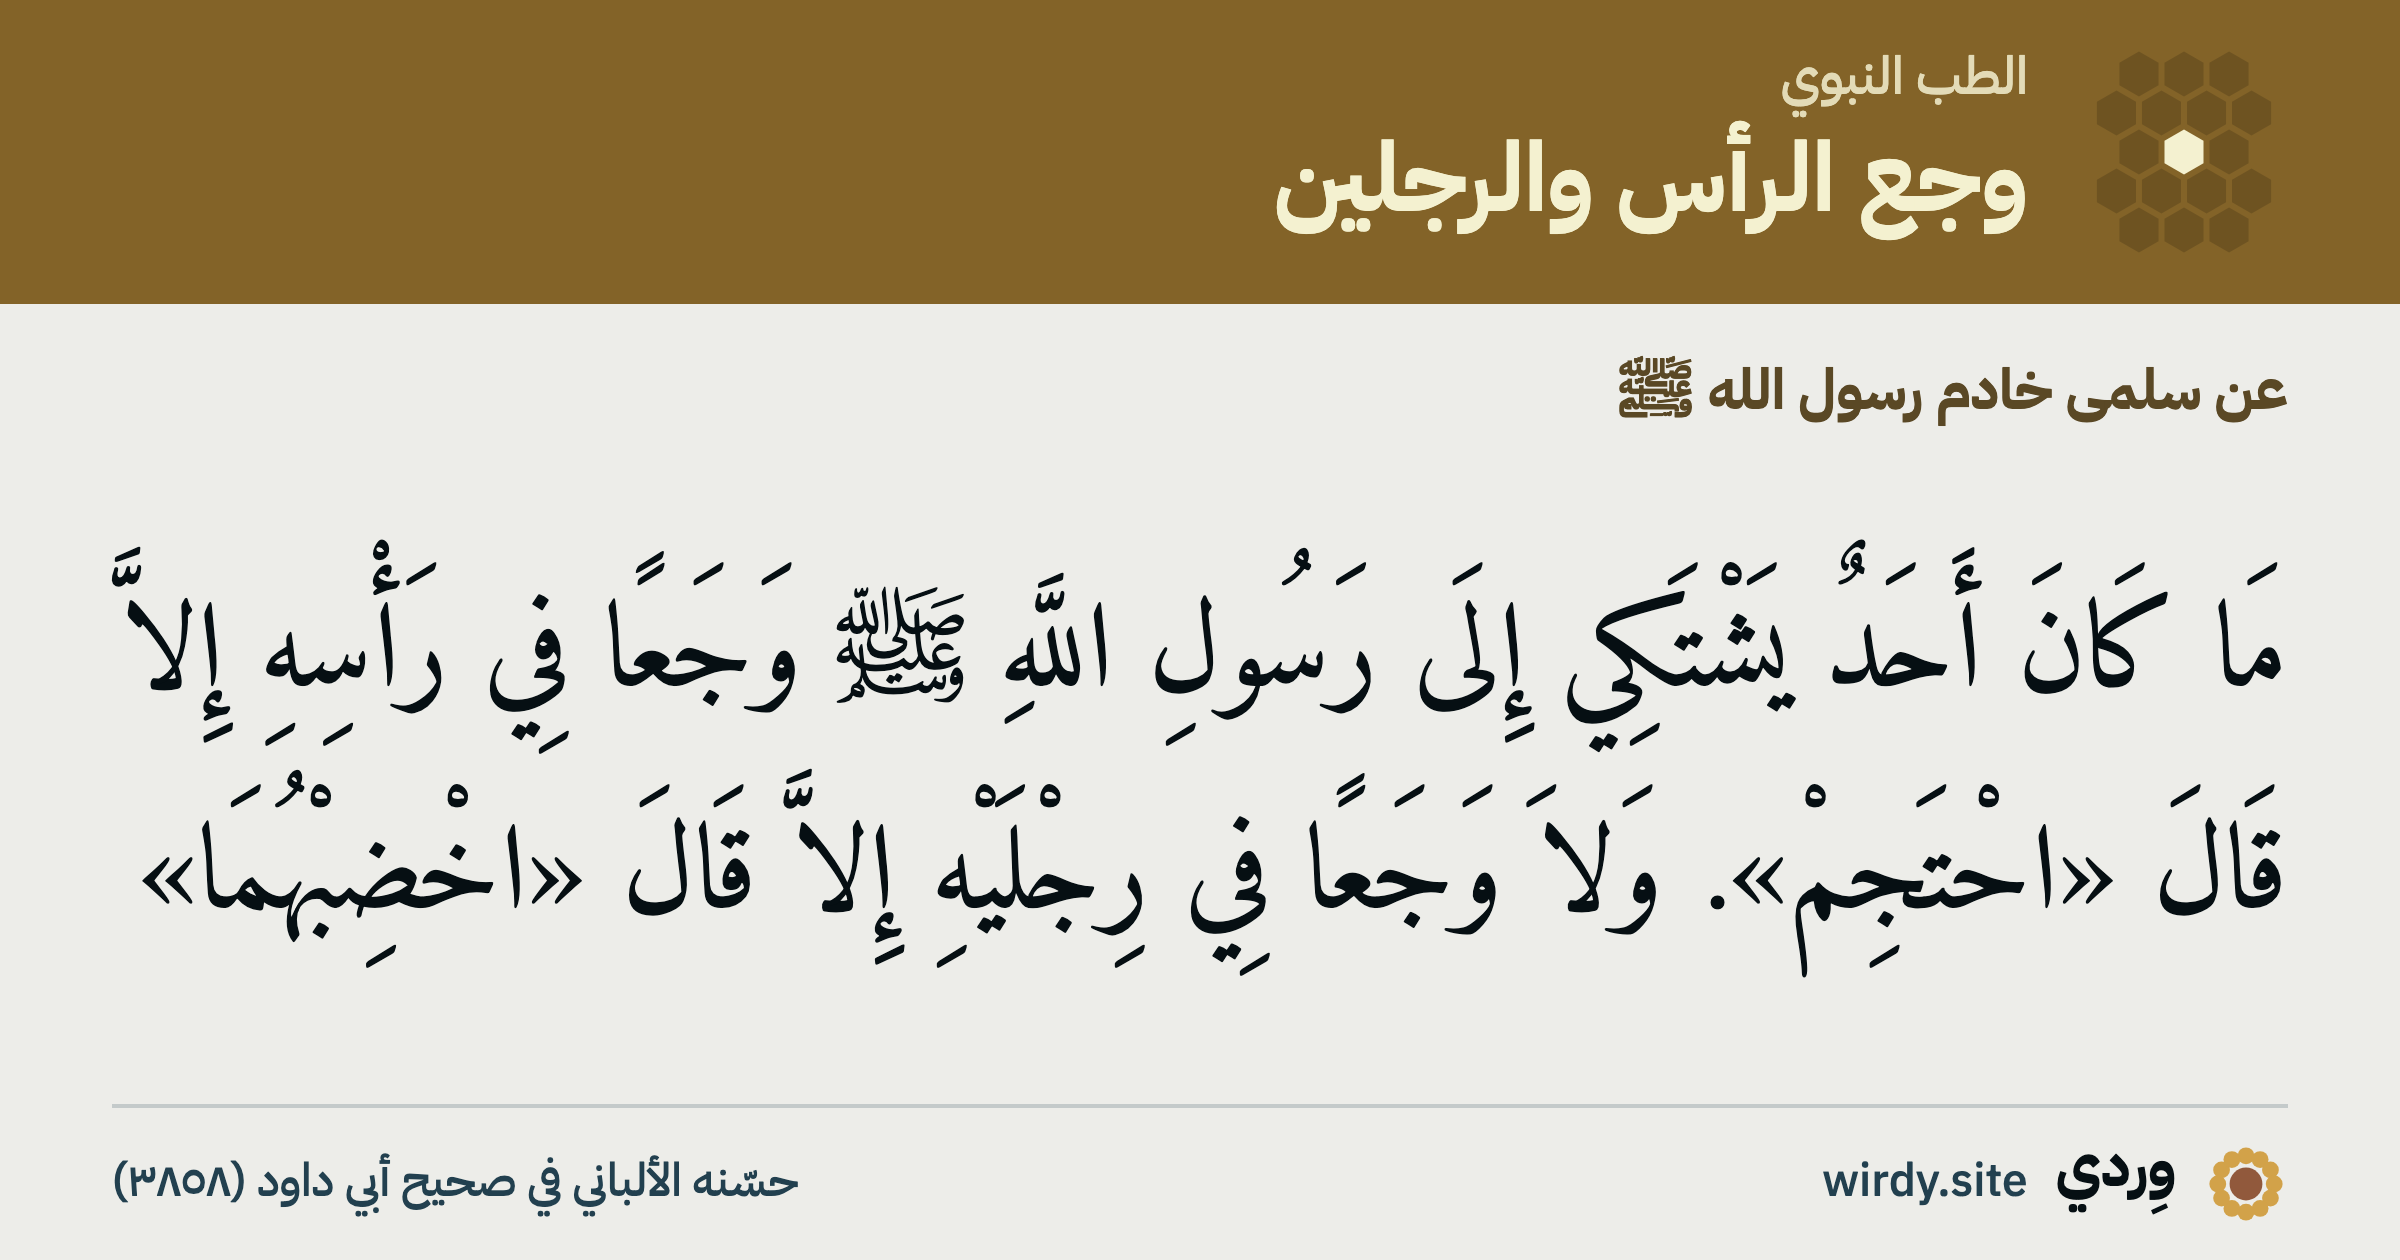 الطب النبوي
وجع الرأس والرجلين
عن سلمى خادم رسول الله ﷺ
مَا كَانَ أَحَدٌ يَشْتَكِي إِلَى رَسُولِ اللَّهِ ﷺ وَجَعًا فِي رَأْسِهِ إِلاَّ
قَالَ «احْتَجِمْ». وَلاَ وَجَعًا فِي رِجْلَيْهِ إِلاَّ قَالَ «اخْضِبْهُمَا»
وِردي wirdy.site
حسّنه الألباني في صحيح أبي داود (٣٨٥٨)